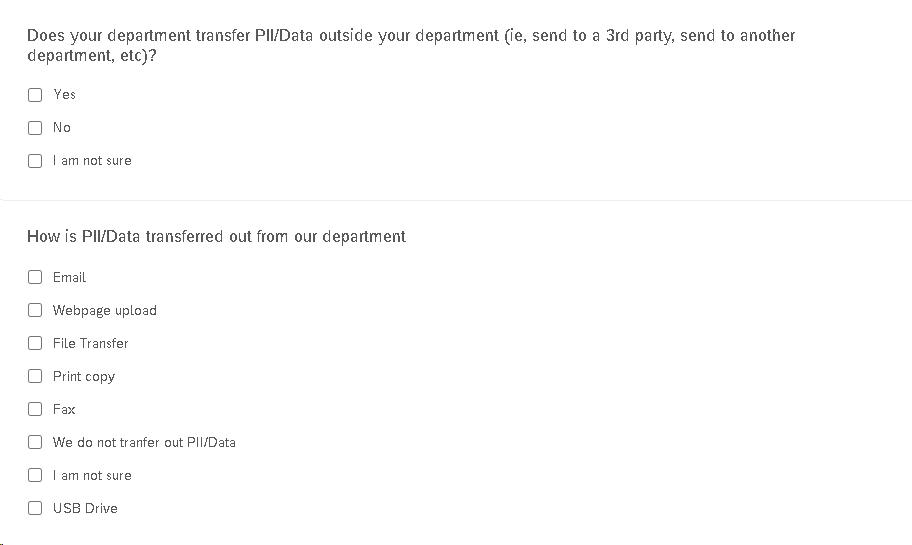 Does your department transfer PII/Data outside your department (ie, send to a 3rd party, send to another
department, etc)?
Yes
No
I am not sure
How is PII/Data transferred out from our department
Email
Webpage upload
File Transfer
Print copy
Fax
We do not tranfer out PII/Data
I am not sure
USB Drive